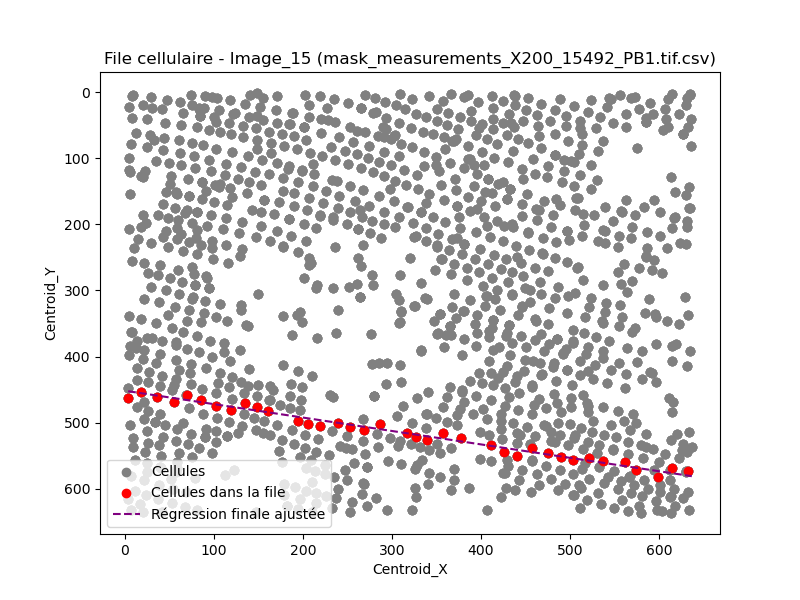 File cellulaire - Image_15 (mask_measurements_X200_15492_PB1.tif.csv)
0
100
200
300
400
500
600
Centroid_Y
Cellules
Cellules dans la file
Régression finale ajustée
0 100 200 300 400 500 600
Centroid_X